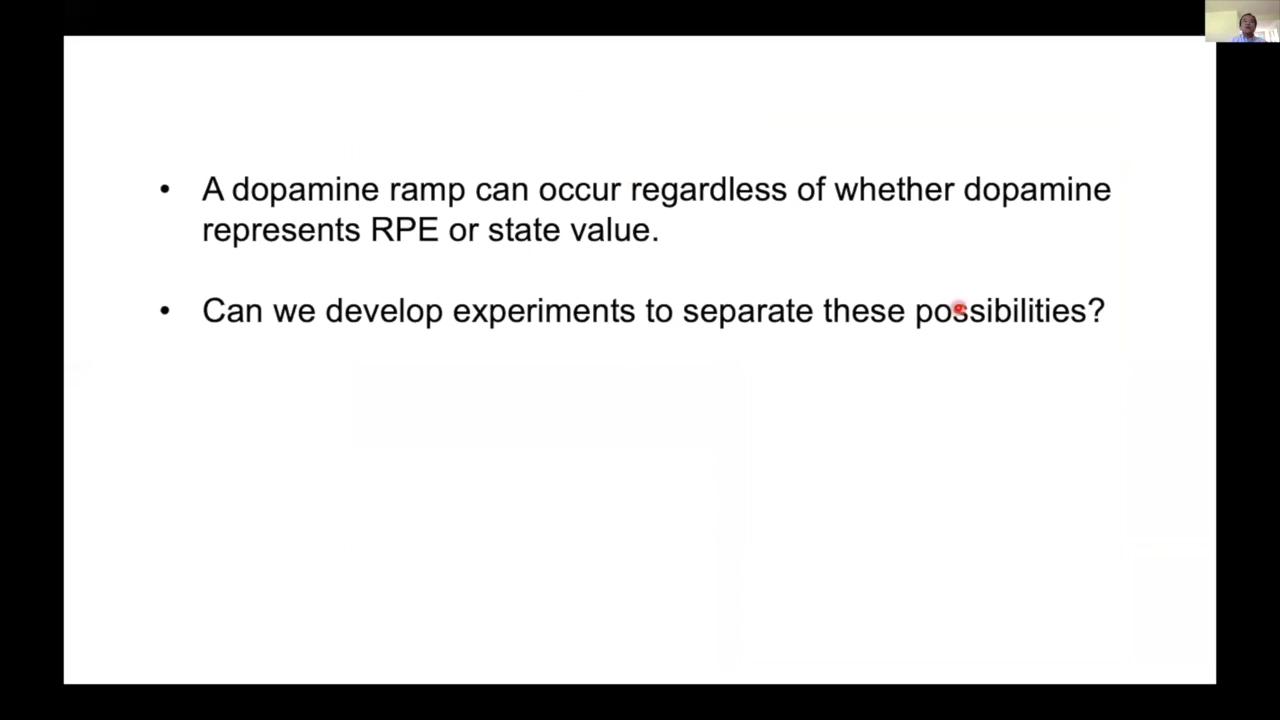 • A dopamine ramp can occur regardless of whether dopamine
represents RPE or state value.
• Can we develop experiments to separate these possibilities?